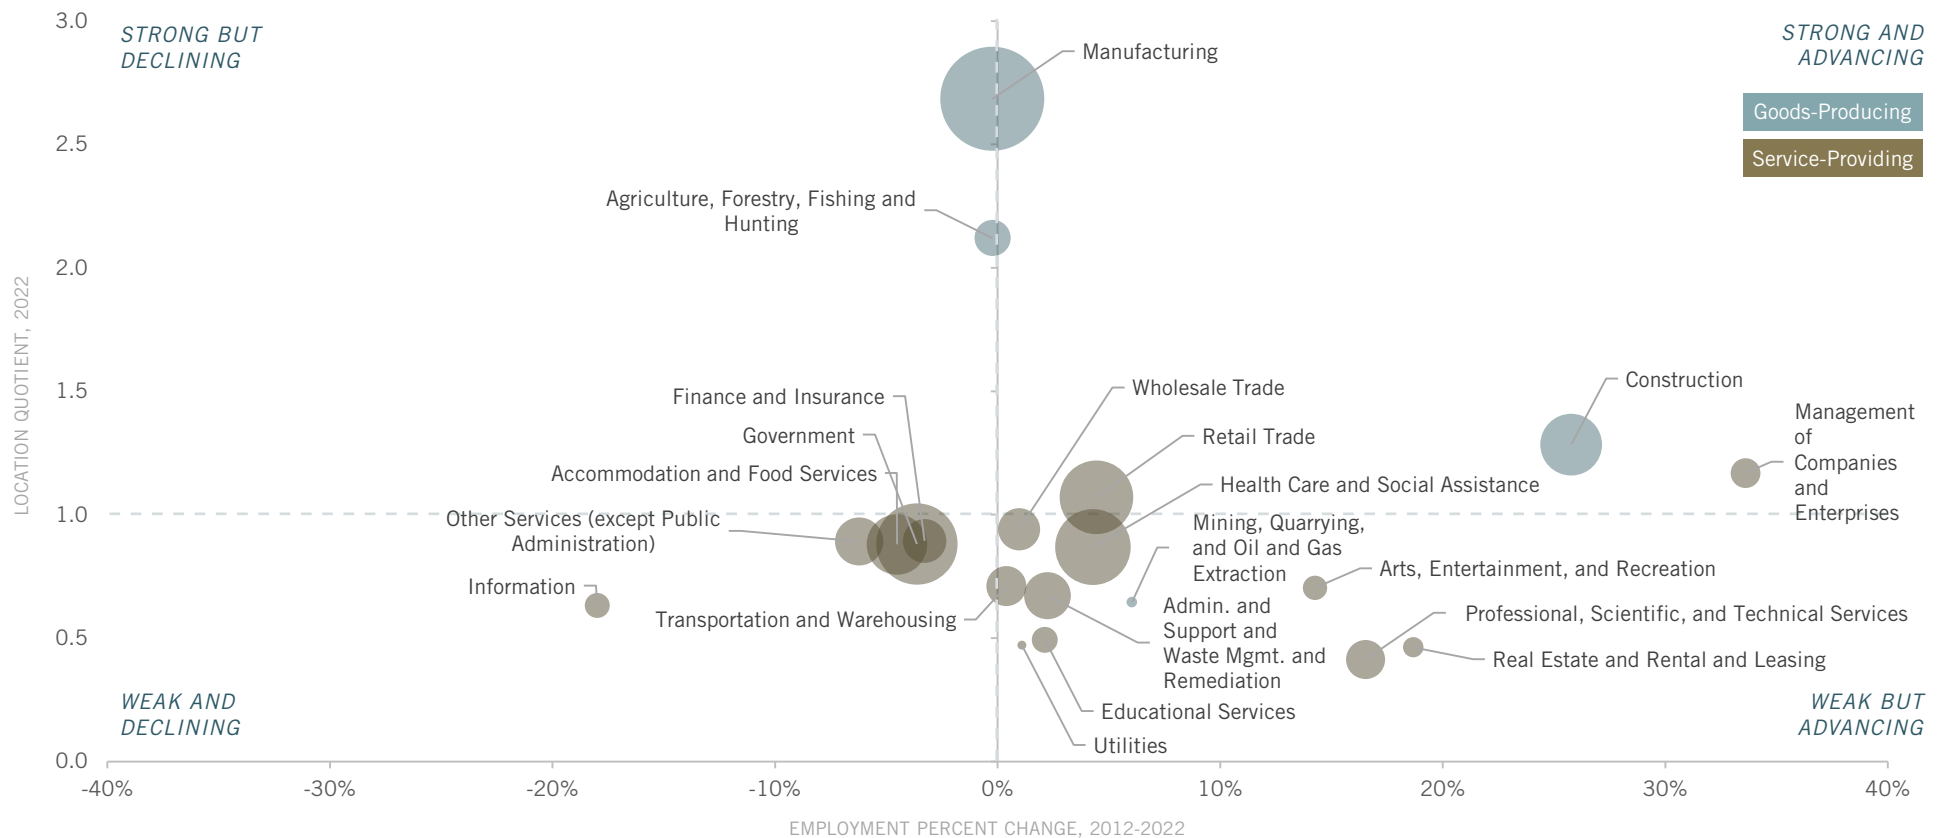 3.0
2.5
2.0
1.5
1.0
0.5
0.0
LOCATION QUOTIENT, 2022
STRONG BUT
DECLINING
STRONG AND
ADVANCING
Goods-Producing
Service-Providing
Manufacturing
Agriculture, Forestry, Fishing and
Hunting
Finance and Insurance
Government
Accommodation and Food Services
Other Services (except Public
Administration)
Information
Transportation and Warehousing
Wholesale Trade
Retail Trade
Health Care and Social Assistance
Mining, Quarrying,
and Oil and Gas
Extraction
Admin. and
Support and
Waste Mgmt. and
Remediation
Educational Services
Utilities
Construction
Management
of
Companies
and
Enterprises
Arts, Entertainment, and Recreation
Professional, Scientific, and Technical Services
Real Estate and Rental and Leasing
WEAK AND
DECLINING
WEAK BUT
ADVANCING
-40%
-30%
-20%
-10%
0%
10%
20%
30%
40%
EMPLOYMENT PERCENT CHANGE, 2012-2022